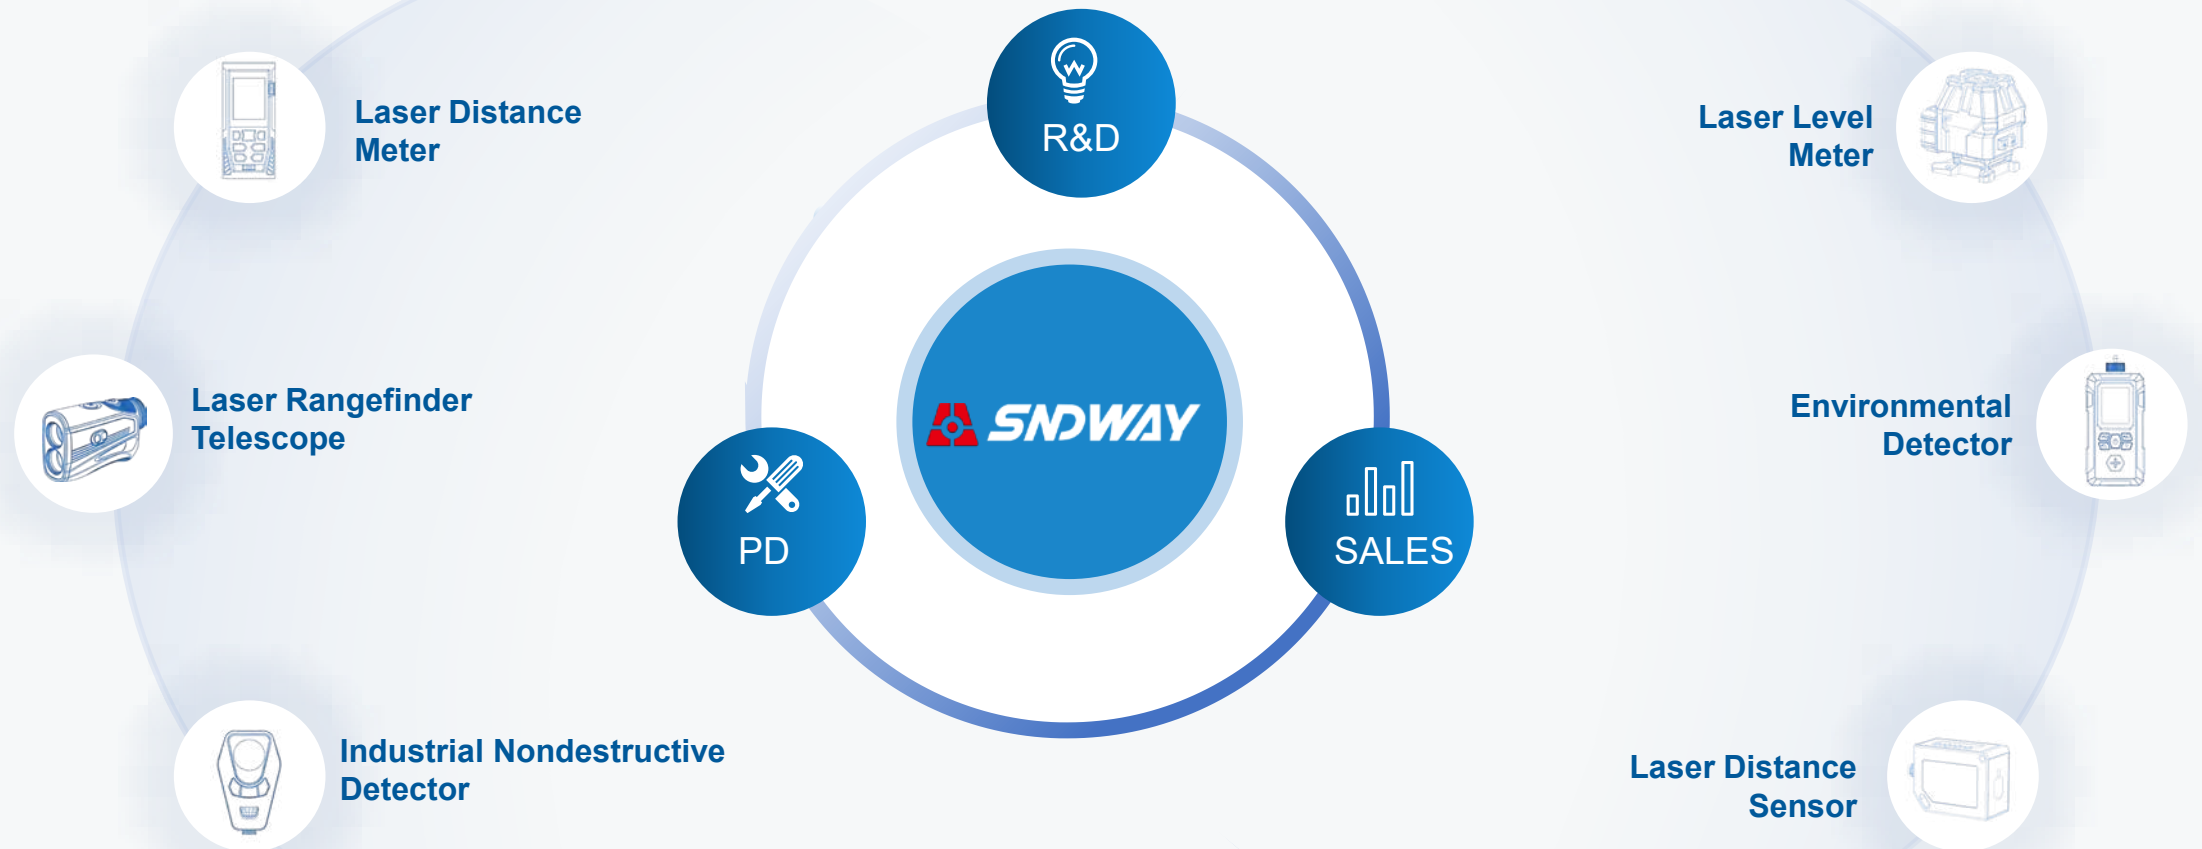 R&D
Laser Distance
Meter
Laser Level
Meter
Laser Rangefinder
Telescope
SNDWAY
Environmental
Detector
PD
SALES
Industrial Nondestructive
Detector
Laser Distance
Sensor